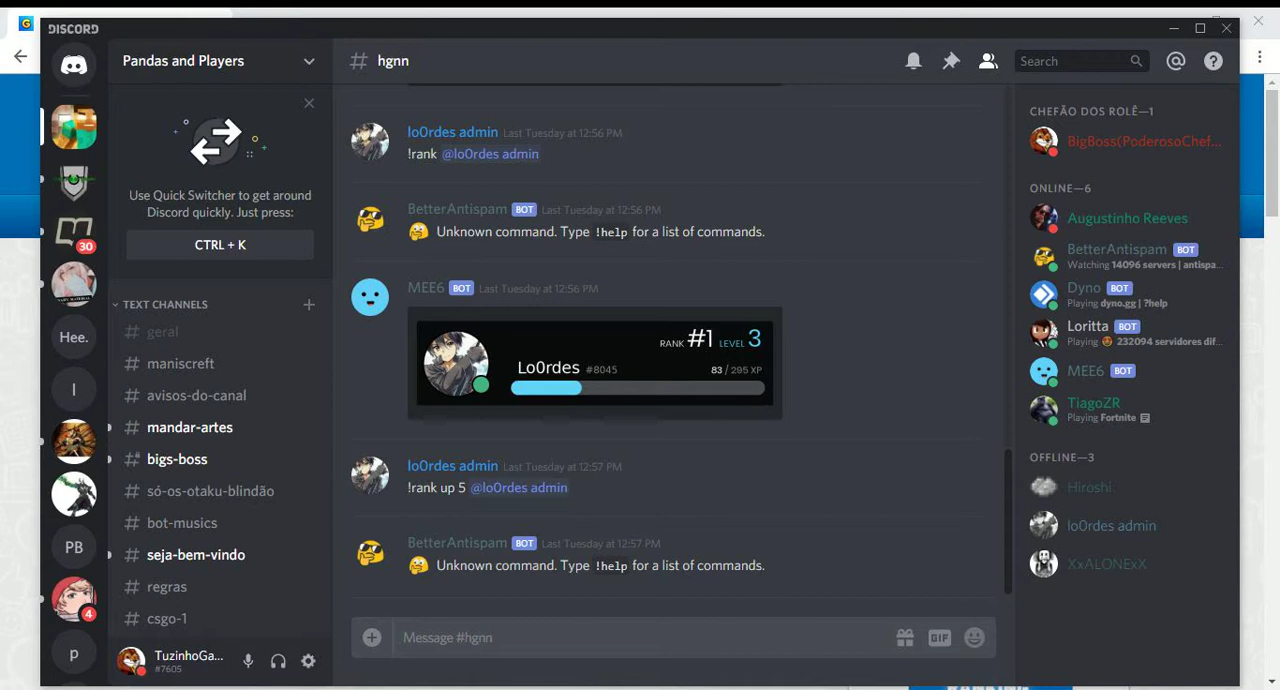 DISCORD
Pandas and Players
Use Quick Switcher to get around
Discord quickly. Just press:
CTRL + K
TEXT CHANNELS
geral
maniscreft
avisos-do-canal
mandar-artes
bigs-boss
só-os-otaku-blindão
bot-musics
seja-bem-vindo
regras
csgo-1
30
Hee.
I
PB
4
p
TuzinhoGa...
#7605
# hgnn
Search
lo0rdes admin Last Tuesday at 12:56 PM
!rank @lo0rdes admin
BetterAntispam BOT Last Tuesday at 12:56 PM
Unknown command. Type !help for a list of commands.
MEE6 BOT Last Tuesday at 12:56 PM
RANK #1 LEVEL 3
Lo0rdes #8045 83 / 295 XP
lo0rdes admin Last Tuesday at 12:57 PM
!rank up 5 @lo0rdes admin
BetterAntispam BOT Last Tuesday at 12:57 PM
Unknown command. Type !help for a list of commands.
Message #hgnn
GIF
CHEFÃO DOS ROLÊ—1
BigBoss(PoderosoChef...
ONLINE—6
Augustinho Reeves
BetterAntispam BOT
Watching 14096 servers | antispa...
Dyno BOT
Playing dyno.gg | ?help
Loritta BOT
Playing 232094 servidores dif...
MEE6 BOT
TiagoZR
Playing Fortnite
OFFLINE—3
Hiroshi
lo0rdes admin
XxALONExX